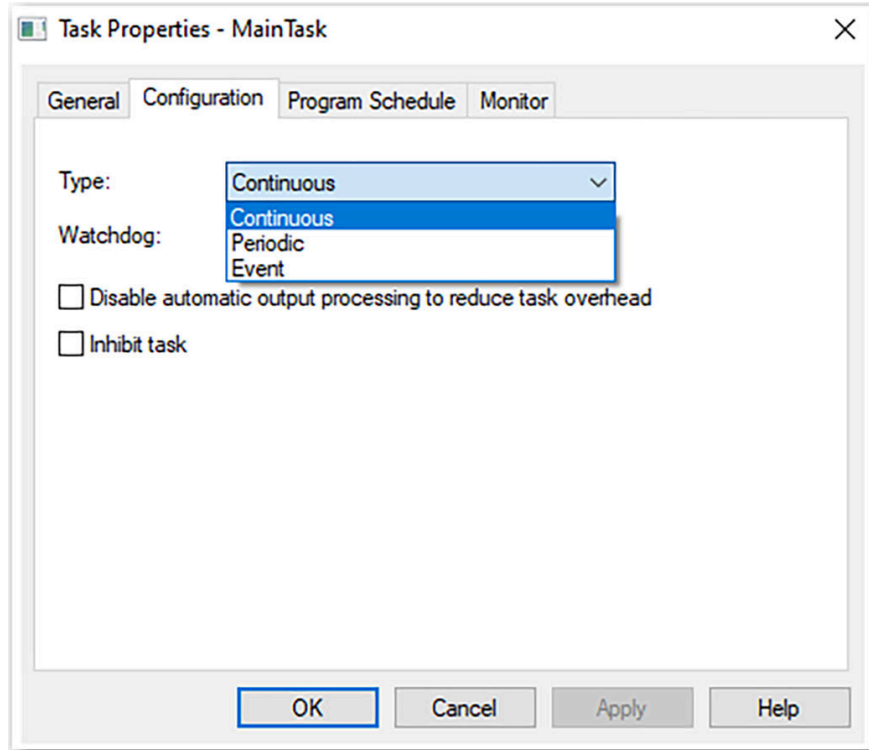 Task Properties - MainTask
General Configuration Program Schedule Monitor
Type: Continuous
Continuous
Watchdog:
Periodic
Event
Disable automatic output processing to reduce task overhead
Inhibit task
OK Cancel Apply Help